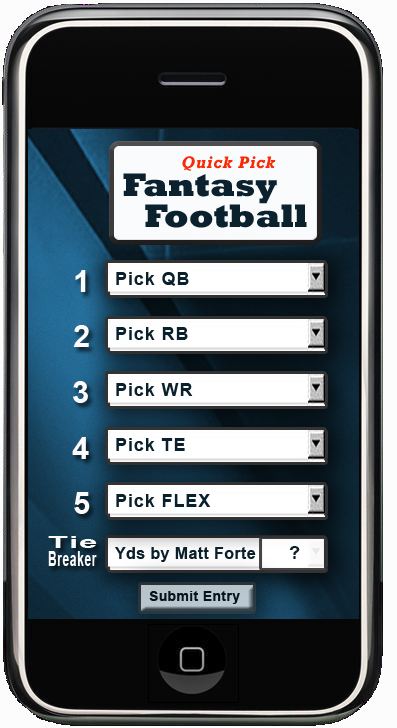 Quick Pick
Fantasy
Football
1 Pick QB
2 Pick RB
3 Pick WR
4 Pick TE
5 Pick FLEX
Tie
Breaker Yds by Matt Forte ?
Submit Entry